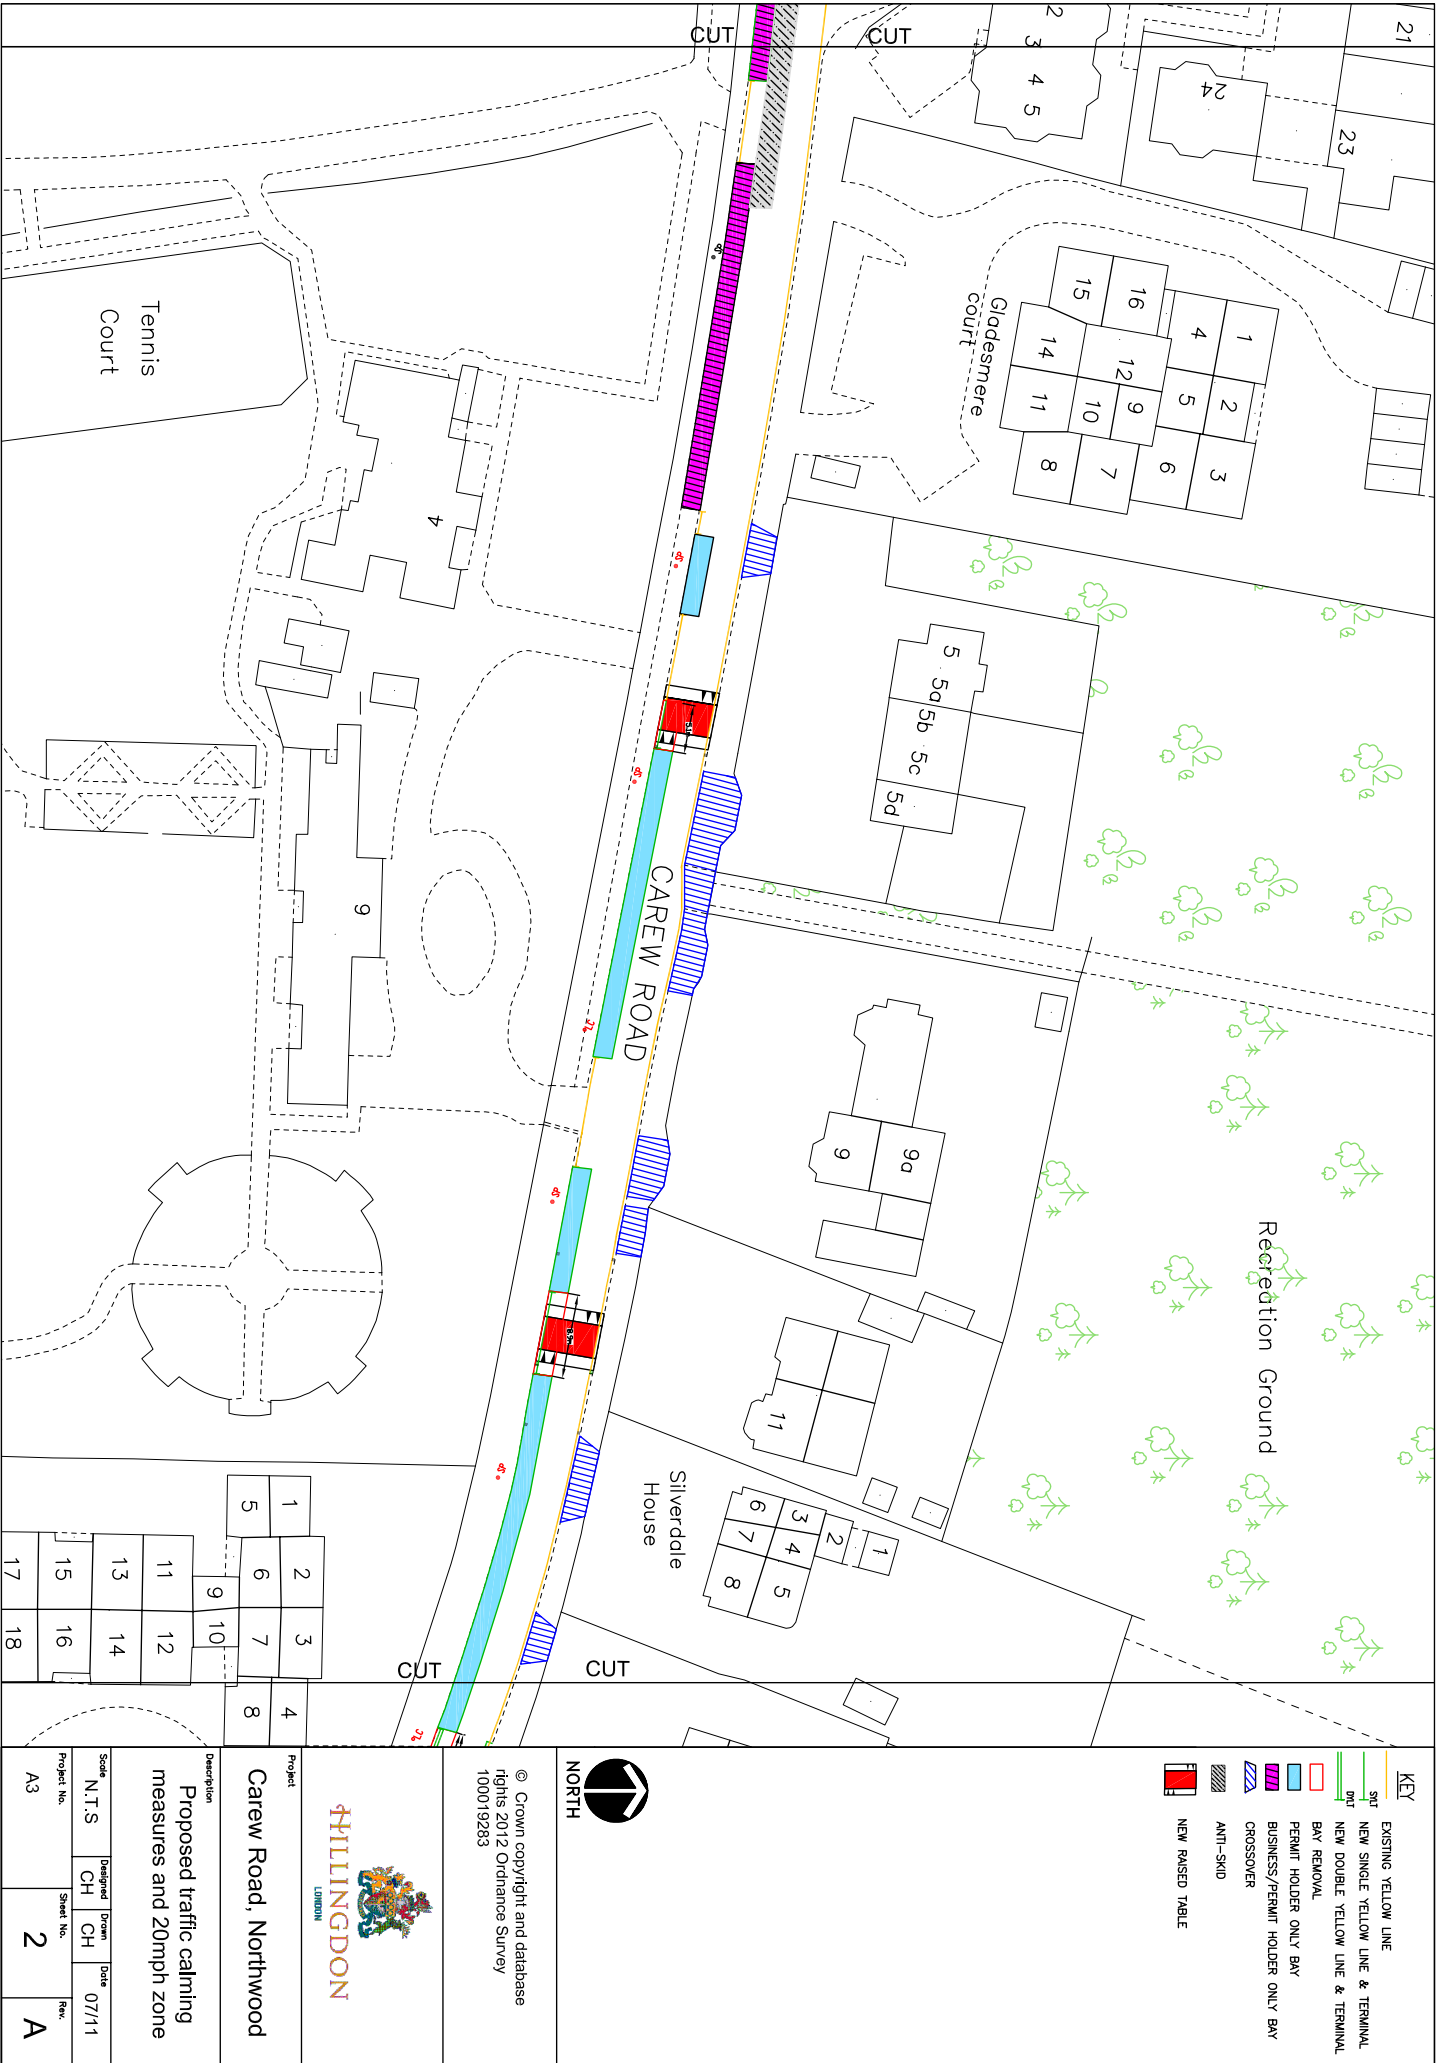 KEY
EXISTING YELLOW LINE
SYLT
NEW SINGLE YELLOW LINE & TERMINAL
DYLT
NEW DOUBLE YELLOW LINE & TERMINAL
BAY REMOVAL
PERMIT HOLDER ONLY BAY
BUSINESS/PERMIT HOLDER ONLY BAY
CROSSOVER
ANTI-SKID
NEW RAISED TABLE
NORTH
© Crown copyright and database
rights 2012 Ordnance Survey
100019283
HILLINGDON
LONDON
Project
Carew Road, Northwood
Description
Proposed traffic calming
measures and 20mph zone
Scale
N.T.S
Designed
CH
Drawn
CH
Date
07/11
Project No.
A3
Sheet No.
2
Rev.
A
21
23
24
2
3
4
5
CUT
CUT
Gladesmere
court
1
2
3
4
5
6
16
15
12
14
9
10
11
7
8
5
5a
5b
5c
5d
CAREW ROAD
Recreation Ground
9a
9
11
Silverdale
House
1
2
3
4
5
6
7
8
CUT
CUT
Tennis
Court
4
6
1
2
3
4
5
6
7
8
9
10
11
12
13
14
15
16
17
18